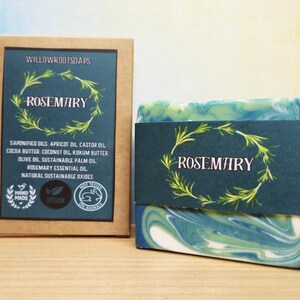 WILLOWROOTSOAPS
ROSEMARY
SAPONIFIED OILS: APRICOT OIL, CASTOR OIL,
COCOA BUTTER, COCONUT OIL, KOKUM BUTTER,
OLIVE OIL, SUSTAINABLE PALM OIL,
ROSEMARY ESSENTIAL OIL,
NATURAL SUSTAINABLE OXIDES
HAND
MADE
VEGAN
ROSEMARY